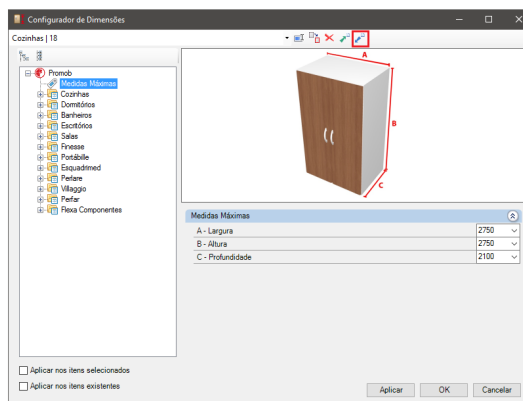 Configurador de Dimensões
Cozinhas | 18
Promob
Medidas Máximas
Cozinhas
Dormitórios
Banheiros
Escritórios
Salas
Finesse
Portábille
Esquadrimed
Perfare
Villaggio
Perfar
Flexa Componentes
A
B
C
Medidas Máximas
A - Largura 2750
B - Altura 2750
C - Profundidade 2100
Aplicar nos itens selecionados
Aplicar nos itens existentes
Aplicar OK Cancelar